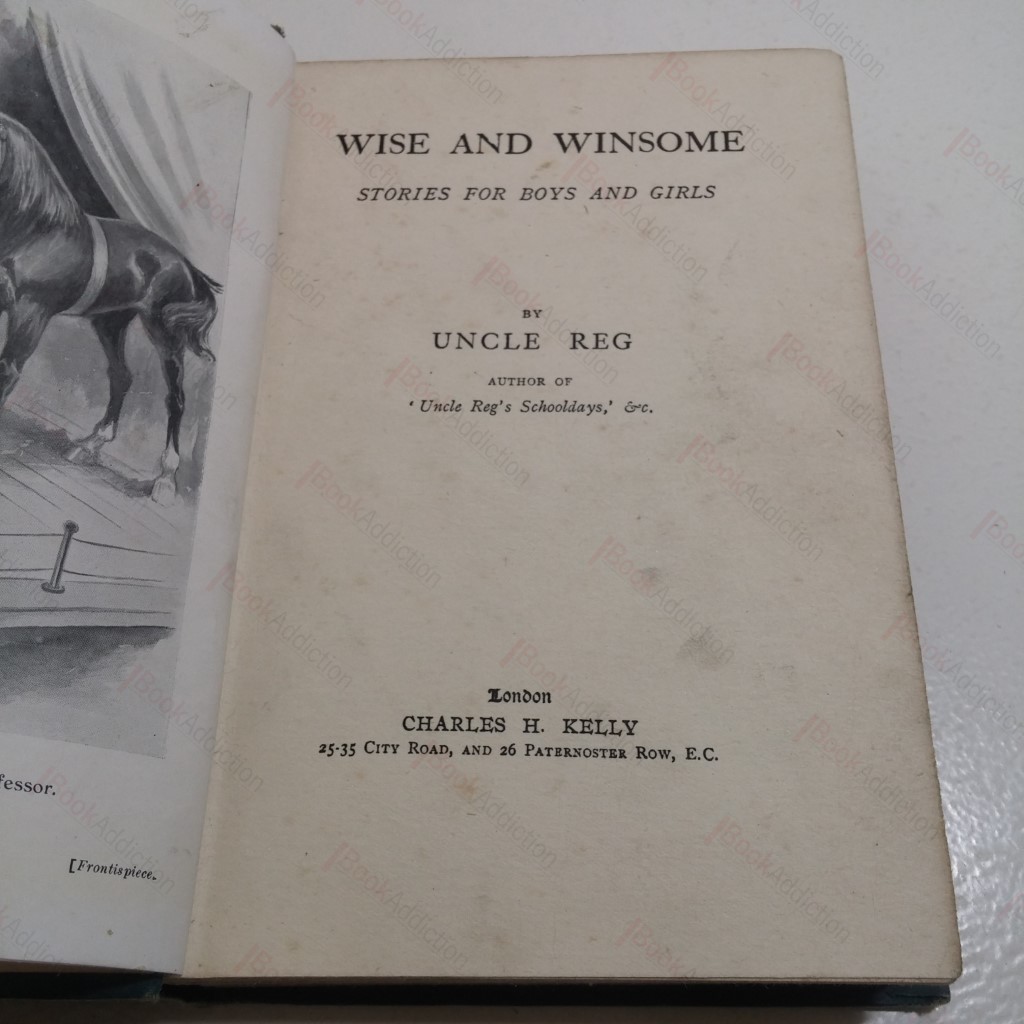 WISE AND WINSOME
STORIES FOR BOYS AND GIRLS
BY
UNCLE REG
AUTHOR OF
‘Uncle Reg's Schooldays,’ &c.
London
CHARLES H. KELLY
25-35 CITY ROAD, AND 26 PATERNOSTER ROW, E.C.
fessor.
[Frontispiece.
BookAddiction